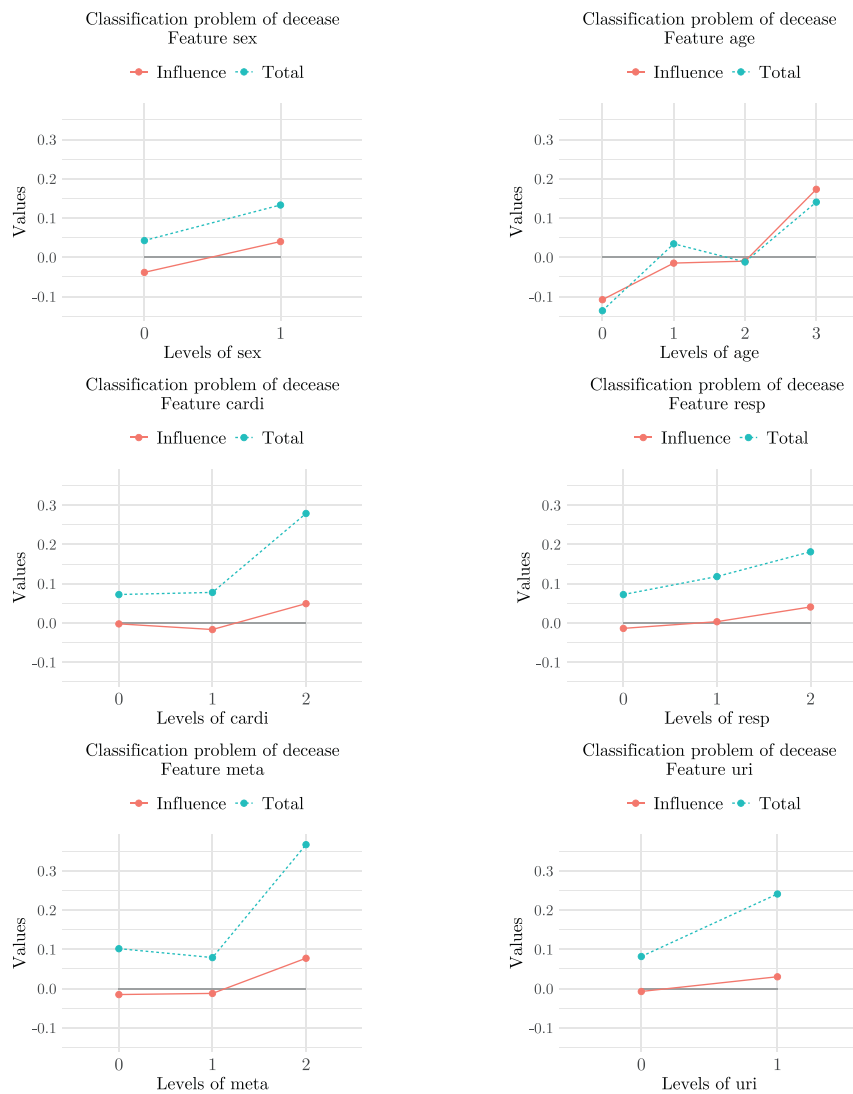 Classification problem of decease
Feature sex
Influence Total
Values
0.3
0.2
0.1
0.0
-0.1
0 1
Levels of sex
Classification problem of decease
Feature age
Influence Total
Values
0.3
0.2
0.1
0.0
-0.1
0 1 2 3
Levels of age
Classification problem of decease
Feature cardi
Influence Total
Values
0.3
0.2
0.1
0.0
-0.1
0 1 2
Levels of cardi
Classification problem of decease
Feature resp
Influence Total
Values
0.3
0.2
0.1
0.0
-0.1
0 1 2
Levels of resp
Classification problem of decease
Feature meta
Influence Total
Values
0.3
0.2
0.1
0.0
-0.1
0 1 2
Levels of meta
Classification problem of decease
Feature uri
Influence Total
Values
0.3
0.2
0.1
0.0
-0.1
0 1
Levels of uri